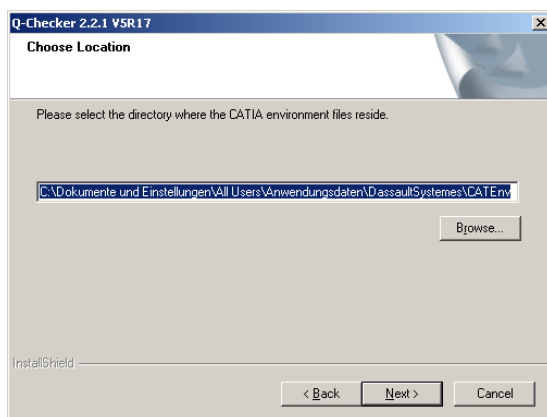 Q-Checker 2.2.1 V5R17
Choose Location
Please select the directory where the CATIA environment files reside.
C:\Dokumente und Einstellungen\All Users\Anwendungsdaten\DassaultSystemes\CATEnv
Browse...
InstallShield
< Back
Next >
Cancel